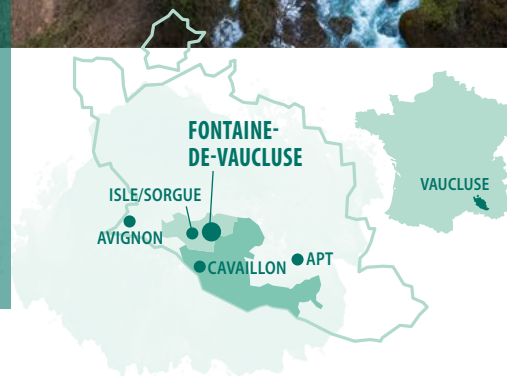 FONTAINE-
DE-VAUCLUSE
ISLE/SORGUE
AVIGNON
CAVAILLON
APT
VAUCLUSE